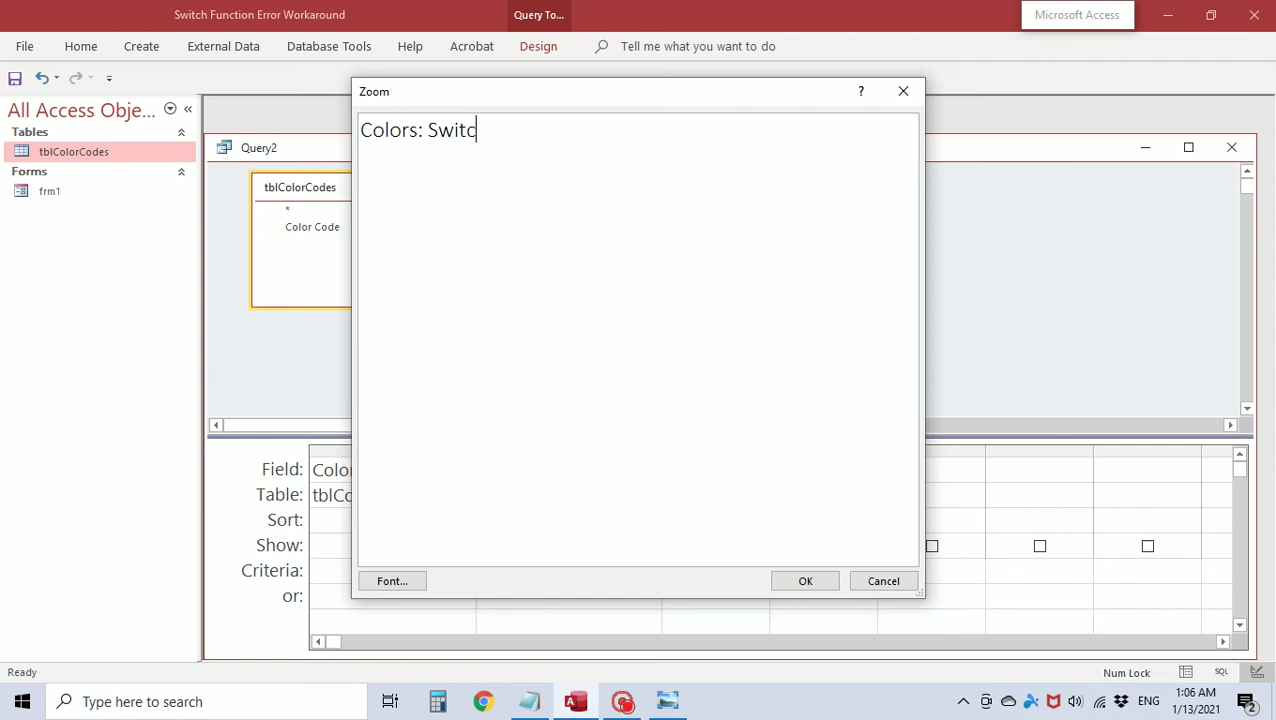 Switch Function Error Workaround
Query To...
Microsoft Access
File
Home
Create
External Data
Database Tools
Help
Acrobat
Design
Tell me what you want to do
All Access Obje...
Tables
tblColorCodes
Forms
frm1
Query2
tblColorCodes
*
Color Code
Zoom
?
Colors: Switc
Font...
OK
Cancel
Field:
Colo
Table:
tblCo
Sort:
Show:
Criteria:
or:
Ready
Num Lock
SQL
Type here to search
ENG
1:06 AM
1/13/2021
2